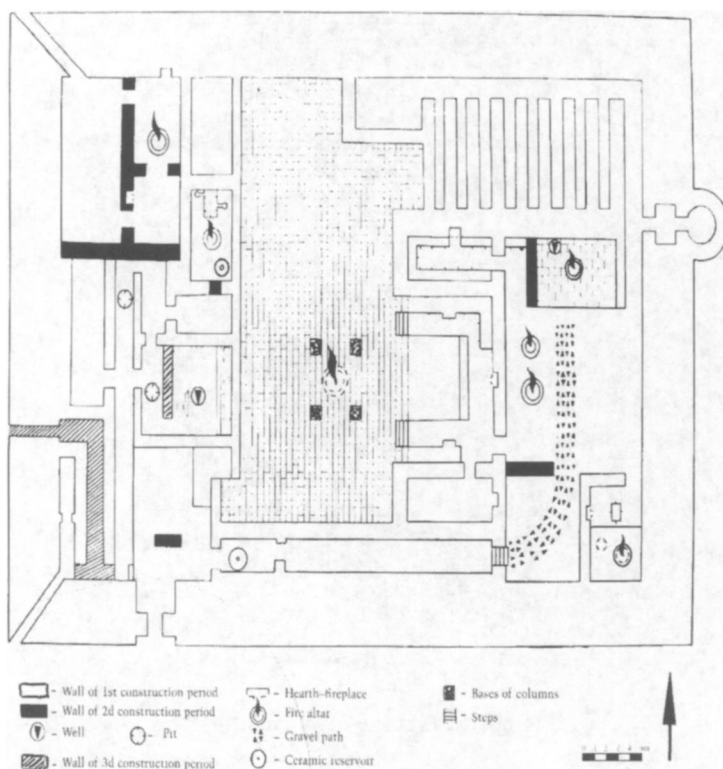 - Wall of 1st construction period
- Wall of 2d construction period
- Well
- Pit
- Wall of 3d construction period
- Hearth-fireplace
- Fire altar
- Gravel path
- Ceramic reservoir
- Bases of columns
- Steps